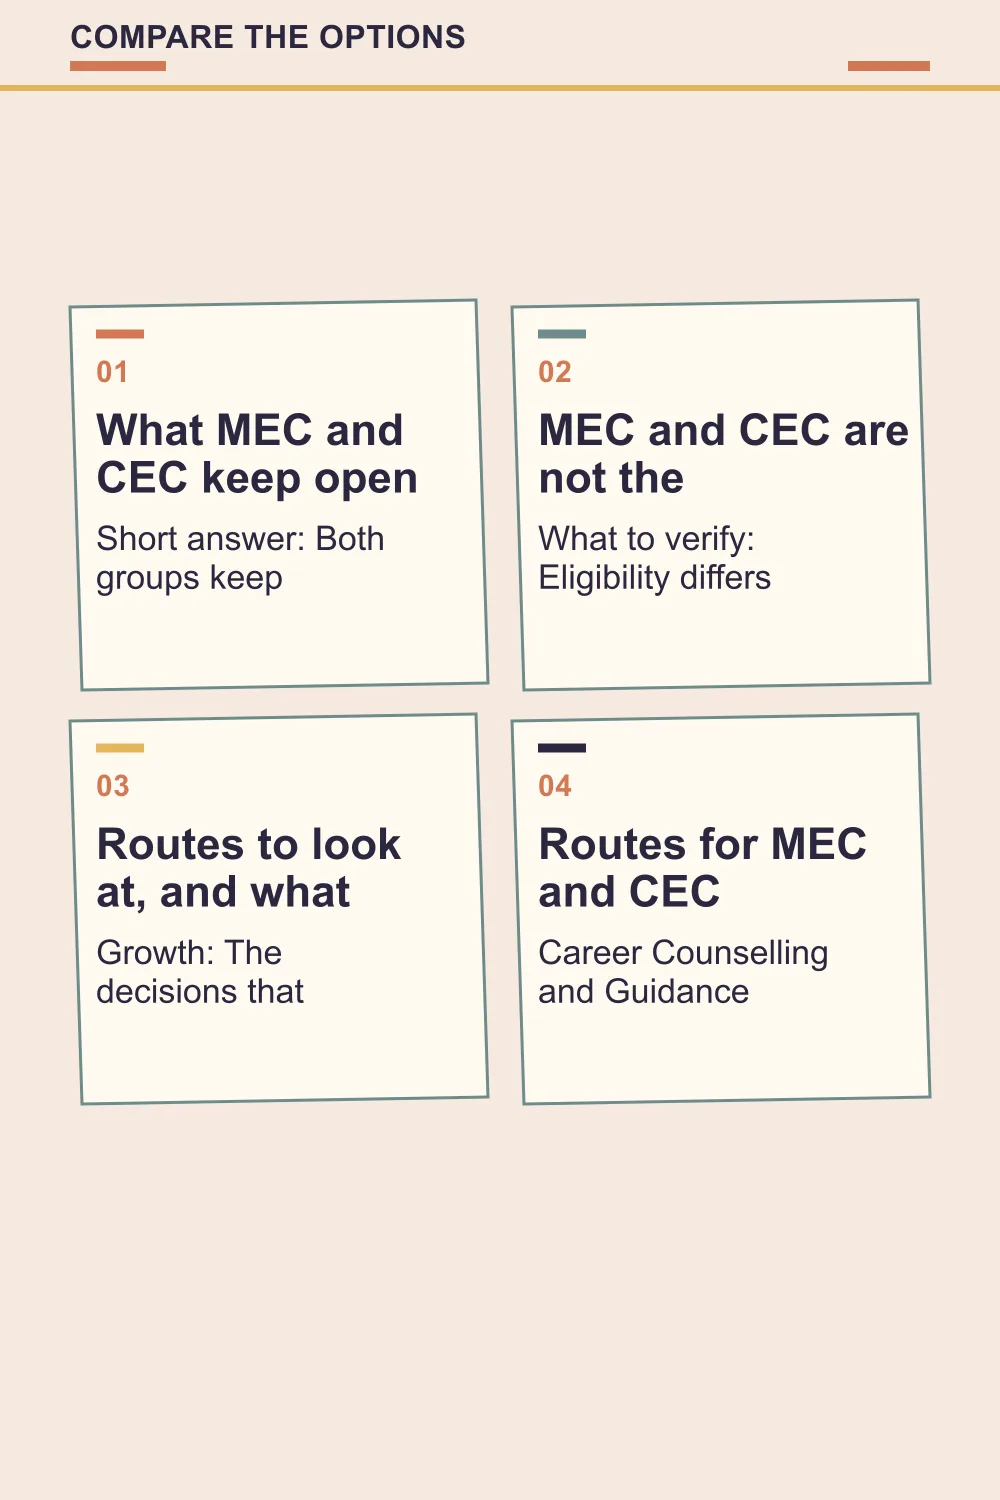 COMPARE THE OPTIONS
01
What MEC and
CEC keep open
Short answer: Both
groups keep
02
MEC and CEC are
not the
What to verify:
Eligibility differs
03
Routes to look
at, and what
Growth: The
decisions that
04
Routes for MEC
and CEC
Career Counselling
and Guidance